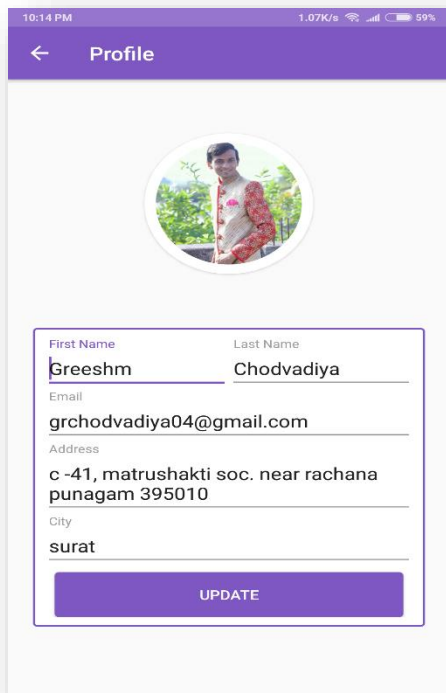 10:14 PM 1.07K/s 59%
Profile
First Name Last Name
Greeshm Chodvadiya
Email
grchodvadiya04@gmail.com
Address
c -41, matrushakti soc. near rachana
punagam 395010
City
surat
UPDATE